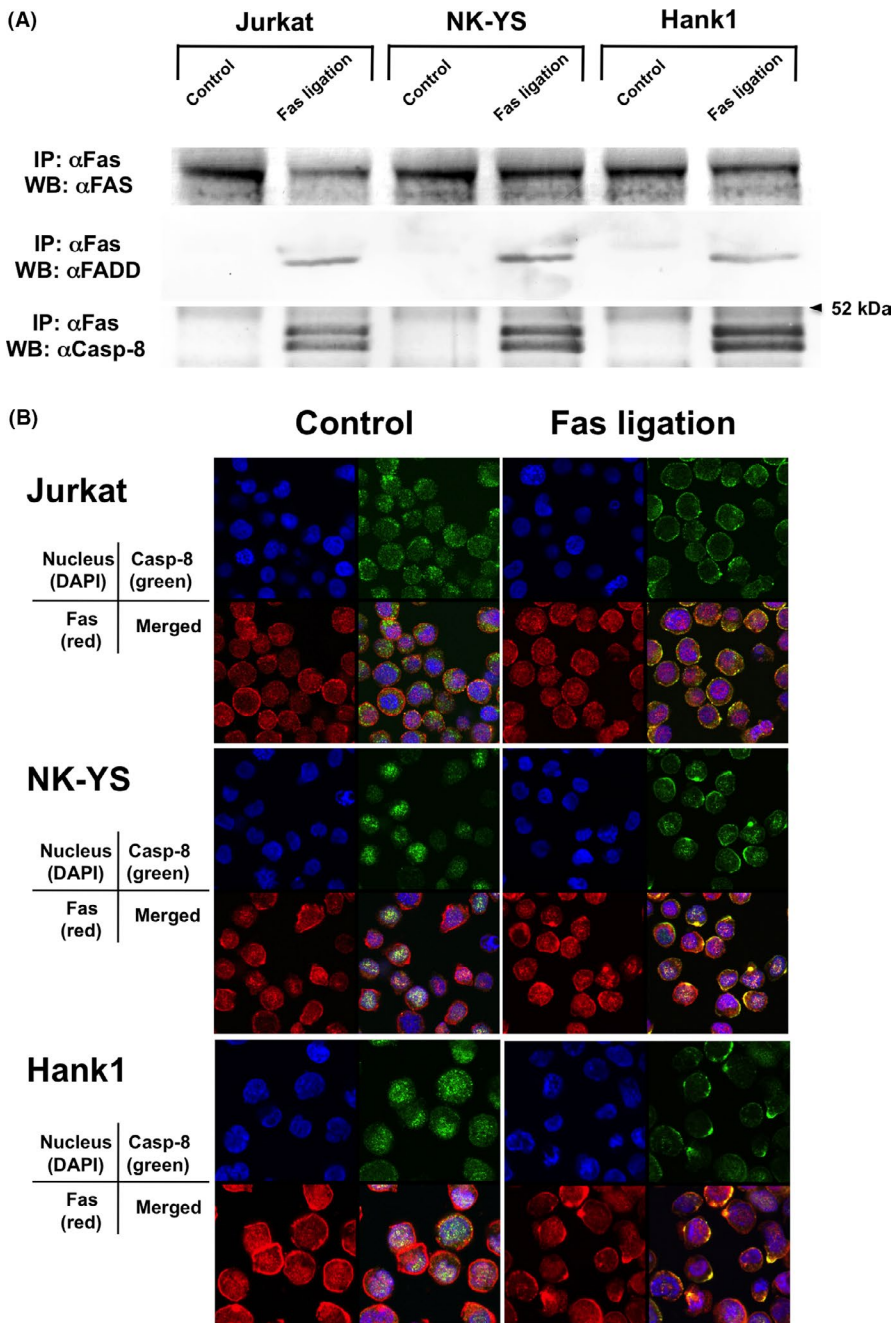 (A)
Jurkat NK-YS Hank1
Control Fas ligation Control Fas ligation Control Fas ligation
IP: αFas
WB: αFAS
IP: αFas
WB: αFADD
52 kDa
IP: αFas
WB: αCasp-8
(B)
Control Fas ligation
Jurkat
Nucleus Casp-8
(DAPI) (green)
Fas Merged
(red)
NK-YS
Nucleus Casp-8
(DAPI) (green)
Fas Merged
(red)
Hank1
Nucleus Casp-8
(DAPI) (green)
Fas Merged
(red)